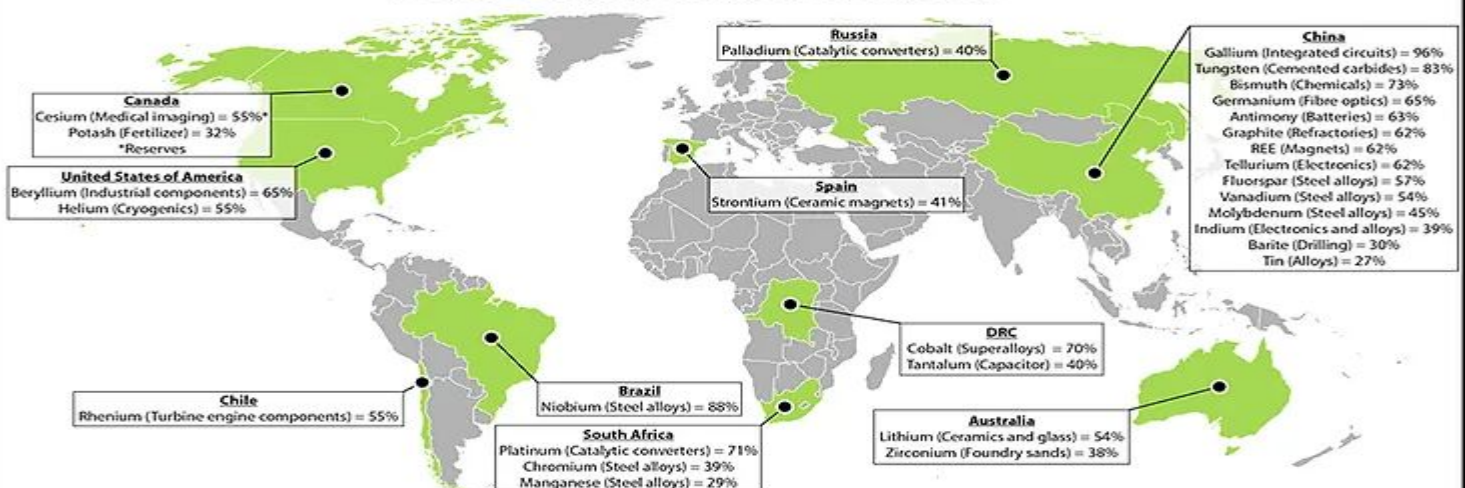 Russia
Palladium (Catalytic converters) = 40%
China
Gallium (Integrated circuits) = 96%
Tungsten (Cemented carbides) = 83%
Bismuth (Chemicals) = 73%
Germanium (Fibre optics) = 65%
Antimony (Batteries) = 63%
Graphite (Refractories) = 62%
REE (Magnets) = 62%
Tellurium (Electronics) = 62%
Fluorspar (Steel alloys) = 57%
Vanadium (Steel alloys) = 54%
Molybdenum (Steel alloys) = 45%
Indium (Electronics and alloys) = 39%
Barite (Drilling) = 30%
Tin (Alloys) = 27%
Canada
Cesium (Medical imaging) = 55%*
Potash (Fertilizer) = 32%
*Reserves
United States of America
Beryllium (Industrial components) = 65%
Helium (Cryogenics) = 55%
Spain
Strontium (Ceramic magnets) = 41%
DRC
Cobalt (Superalloys) = 70%
Tantalum (Capacitor) = 40%
Chile
Rhenium (Turbine engine components) = 55%
Brazil
Niobium (Steel alloys) = 88%
South Africa
Platinum (Catalytic converters) = 71%
Chromium (Steel alloys) = 39%
Manganese (Steel alloys) = 29%
Australia
Lithium (Ceramics and glass) = 54%
Zirconium (Foundry sands) = 38%